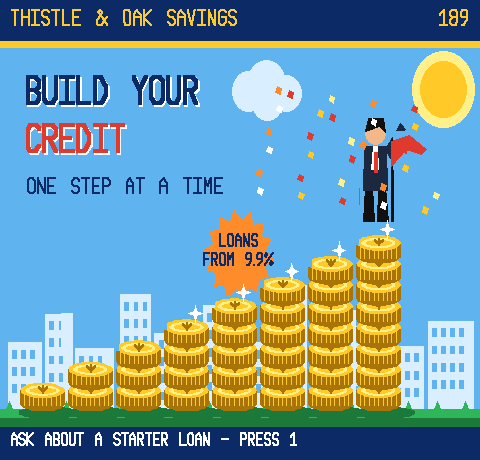 THISTLE & OAK SAVINGS 189
BUILD YOUR
CREDIT
ONE STEP AT A TIME
LOANS
FROM 9.9%
ASK ABOUT A STARTER LOAN - PRESS 1